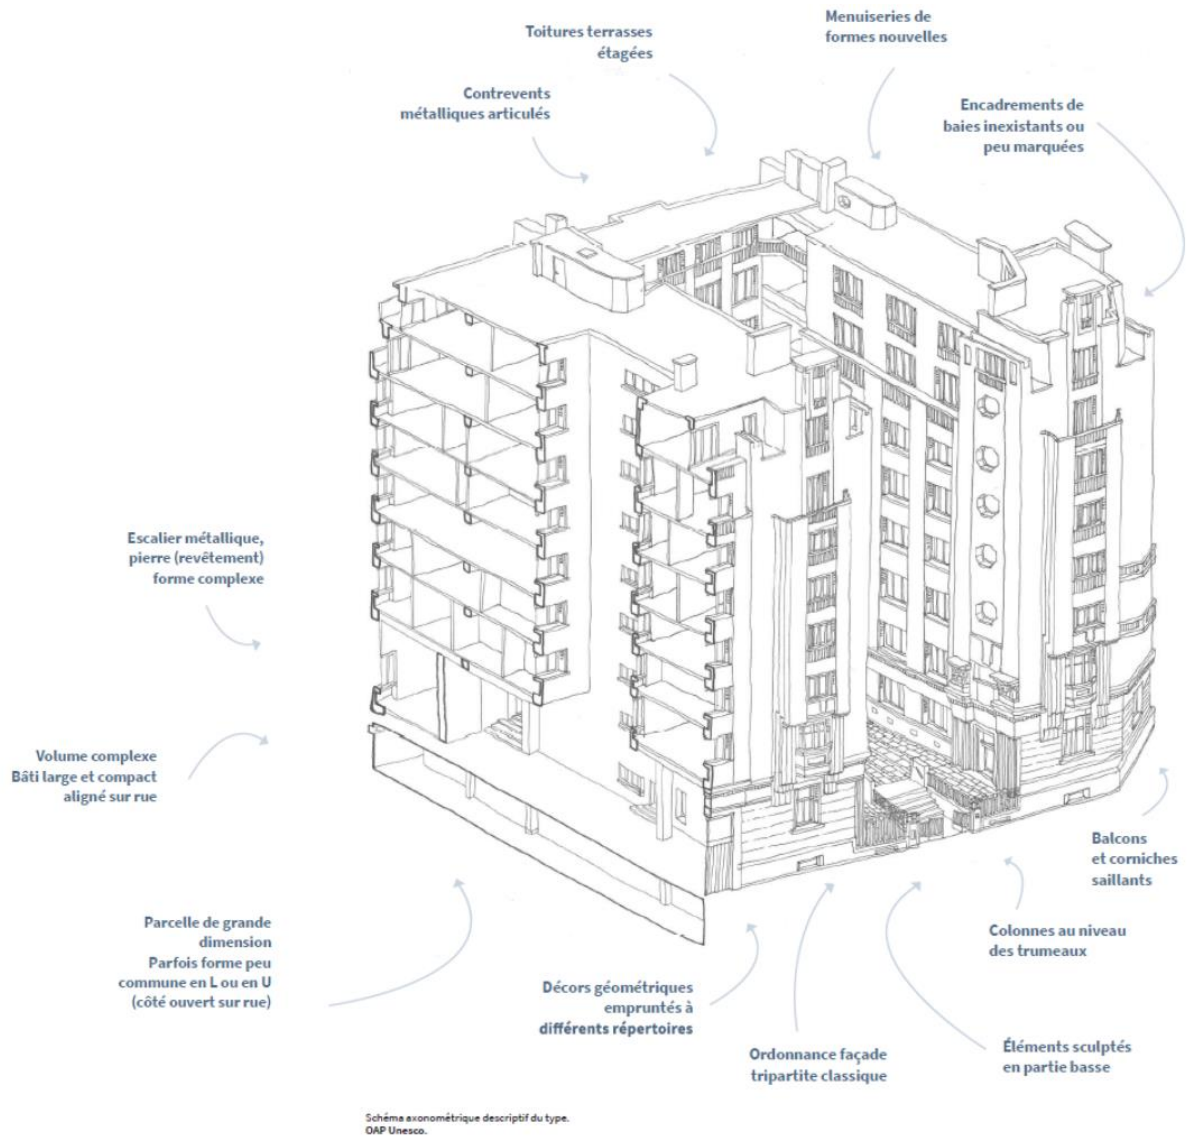 Toitures terrasses
étagées
Menuiseries de
formes nouvelles
Contrevents
métalliques articulés
Encadrements de
baies inexistants ou
peu marquées
Escalier métallique,
pierre (revêtement)
forme complexe
Volume complexe
Bâti large et compact
aligné sur rue
Balcons
et corniches
saillants
Parcelle de grande
dimension
Parfois forme peu
commune en L ou en U
(côté ouvert sur rue)
Colonnes au niveau
des trumeaux
Décors géométriques
empruntés à
différents répertoires
Ordonnance façade
tripartite classique
Éléments sculptés
en partie basse
Schéma axonométrique descriptif du type.
OAP Unesco.